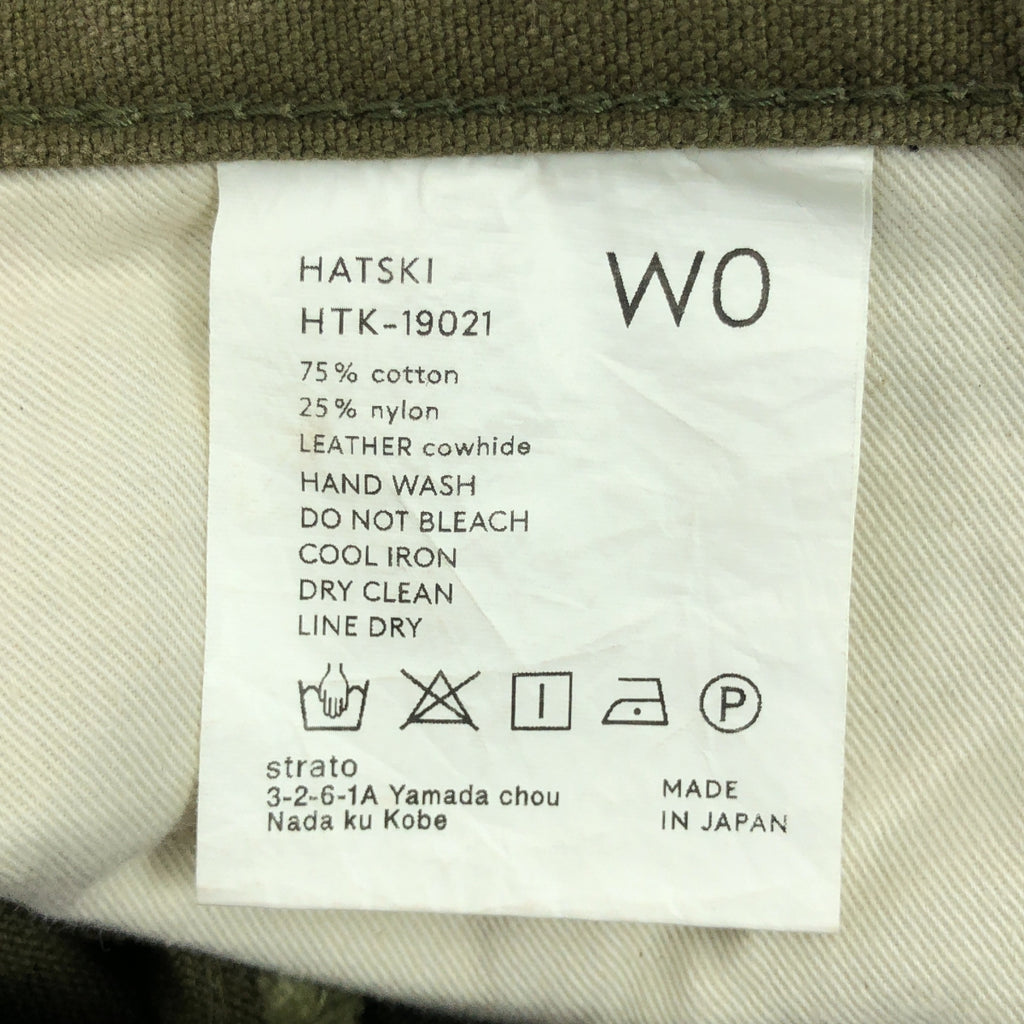 HATSKI
W0
HTK-19021
75% cotton
25% nylon
LEATHER cowhide
HAND WASH
DO NOT BLEACH
COOL IRON
DRY CLEAN
LINE DRY
P
strato
3-2-6-1A Yamada chou
Nada ku Kobe
MADE
IN JAPAN